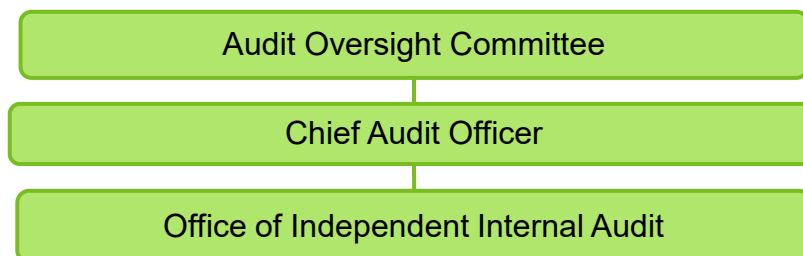 Audit Oversight Committee
Chief Audit Officer
Office of Independent Internal Audit